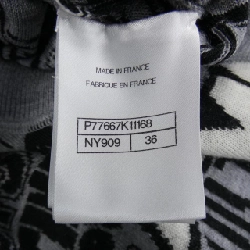 MADE IN FRANCE
FABRIQUE EN FRANCE
P77667K11168
NY909 36